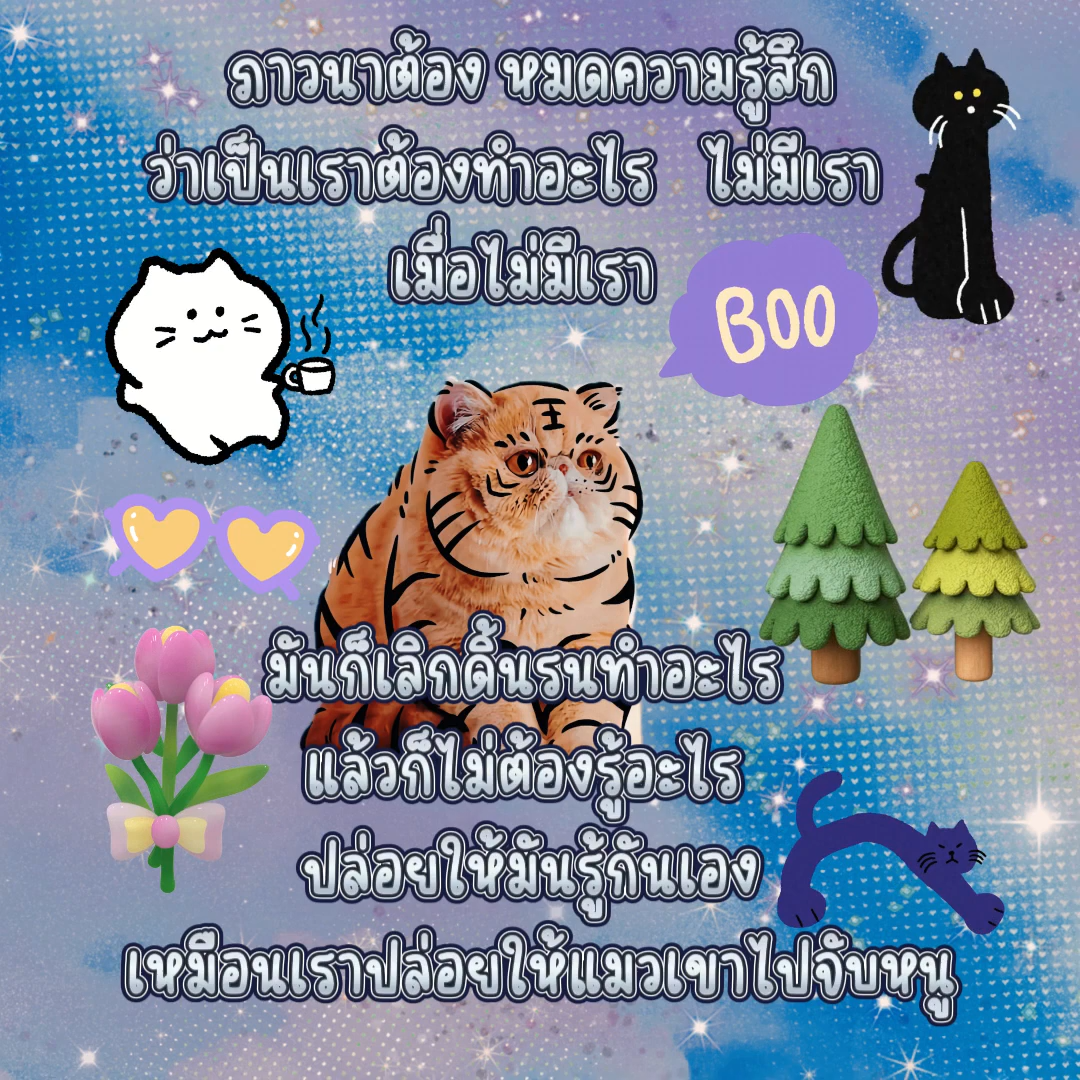 ภาวนาต้อง หมดความรู้สึก
ว่าเป็นเราต้องทำอะไร ไม่มีเรา
เมื่อไม่มีเรา
BOO
มันก็เลิกดิ้นรนทำอะไร
แล้วก็ไม่ต้องรู้อะไร
ปล่อยให้มันรู้กันเอง
เหมือนเราปล่อยให้แมวเขาไปจับหนู